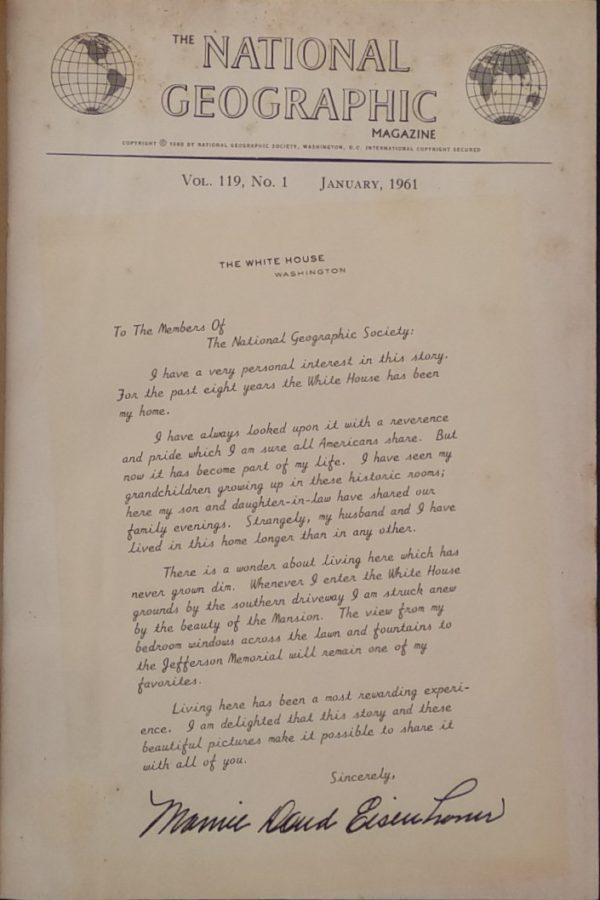 THE NATIONAL
GEOGRAPHIC
MAGAZINE
COPYRIGHT © 1960 BY NATIONAL GEOGRAPHIC SOCIETY, WASHINGTON, D.C. INTERNATIONAL COPYRIGHT SECURED
VOL. 119, NO. 1 JANUARY, 1961
THE WHITE HOUSE
WASHINGTON
To The Members Of
The National Geographic Society:
I have a very personal interest in this story.
For the past eight years the White House has been
my home.
I have always looked upon it with a reverence
and pride which I am sure all Americans share. But
now it has become part of my life. I have seen my
grandchildren growing up in these historic rooms;
here my son and daughter-in-law have shared our
family evenings. Strangely, my husband and I have
lived in this home longer than in any other.
There is a wonder about living here which has
never grown dim. Whenever I enter the White House
grounds by the southern driveway I am struck anew
by the beauty of the Mansion. The view from my
bedroom windows across the lawn and fountains to
the Jefferson Memorial will remain one of my
favorites.
Living here has been a most rewarding experi-
ence. I am delighted that this story and these
beautiful pictures make it possible to share it
with all of you.
Sincerely,
Mamie Doud Eisenhower